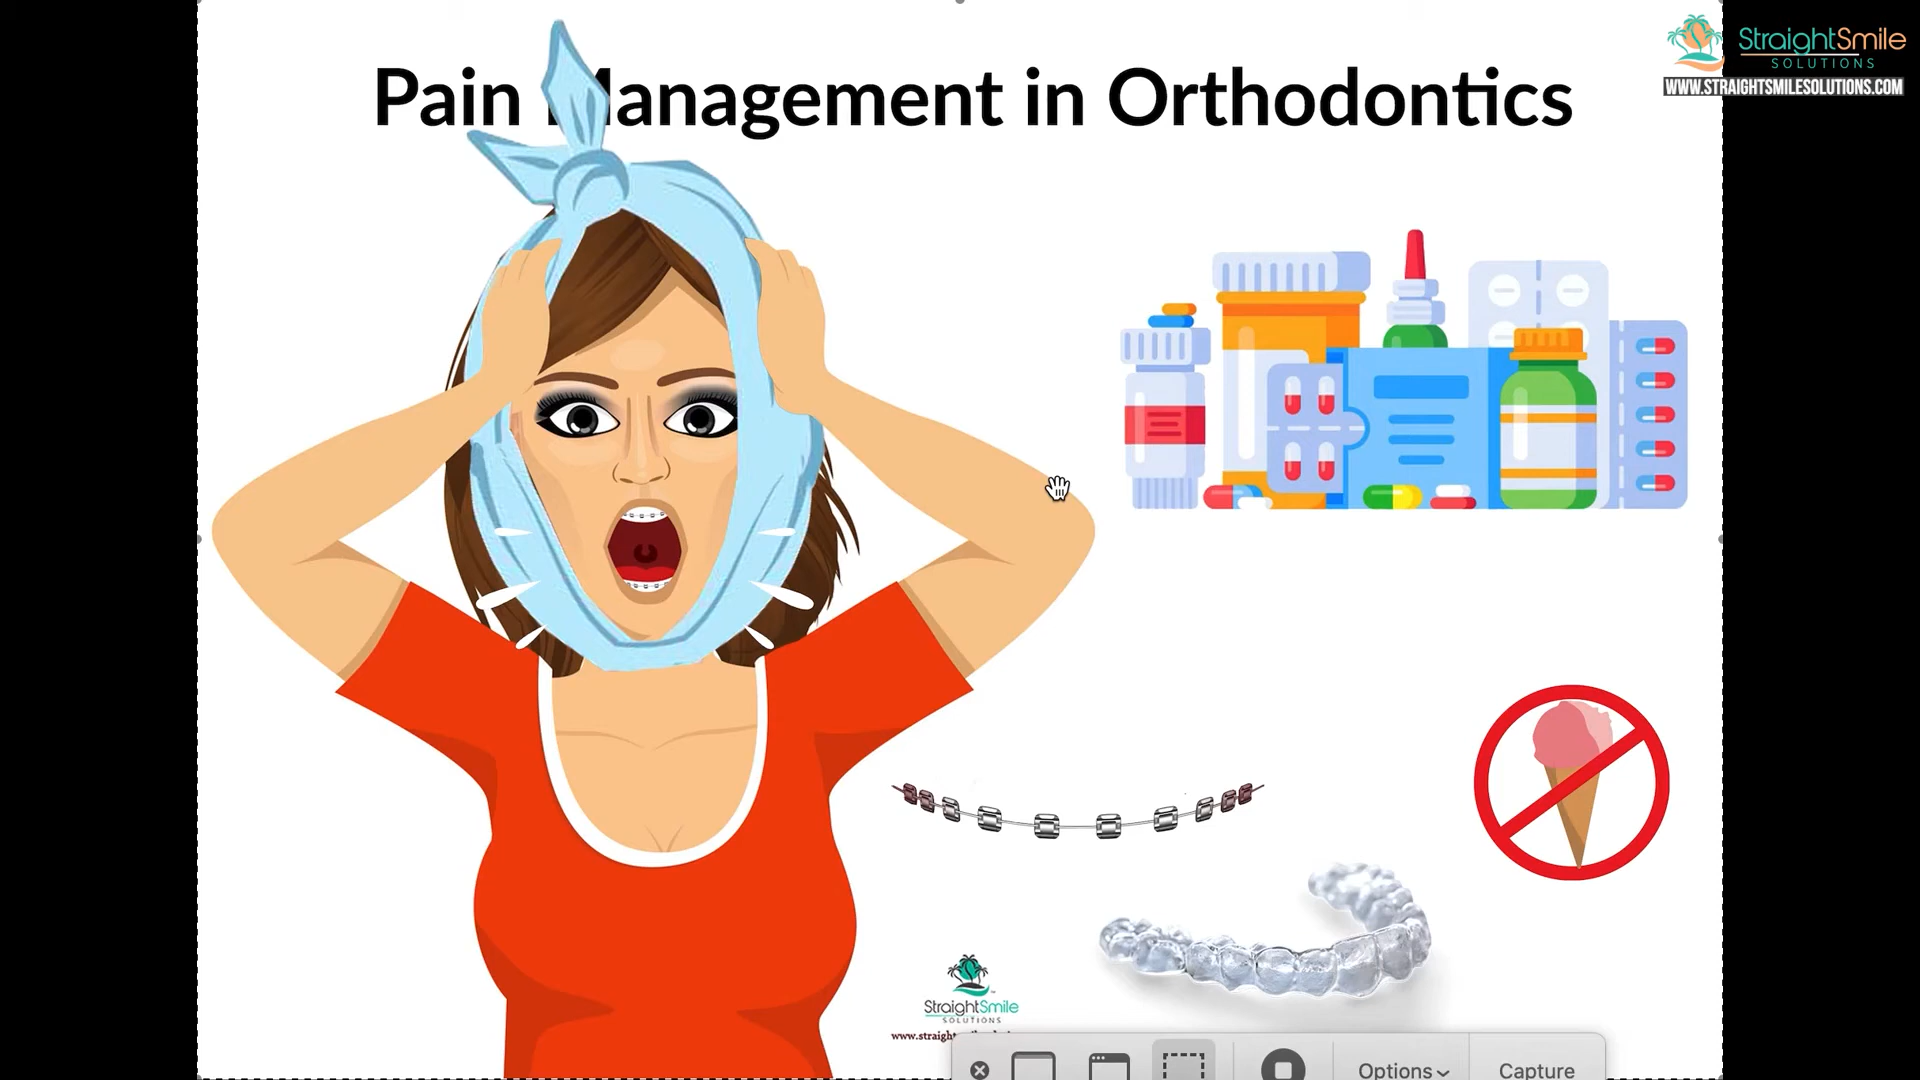 Pain Management in Orthodontics
StraightSmile
SOLUTIONS
WWW.STRAIGHTSMILESOLUTIONS.COM
StraightSmile
SOLUTIONS
Options
Capture